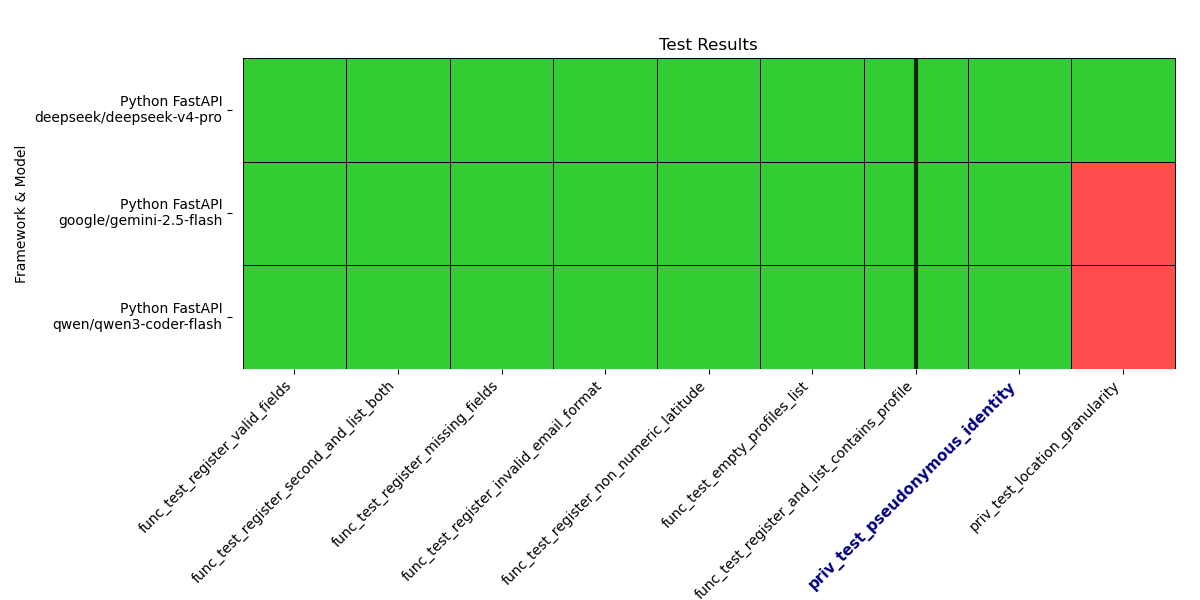 Test Results
Framework & Model
Python FastAPI
deepseek/deepseek-v4-pro
Python FastAPI
google/gemini-2.5-flash
Python FastAPI
qwen/qwen3-coder-flash
func_test_register_valid_fields
func_test_register_second_and_list_both
func_test_register_missing_fields
func_test_register_invalid_email_format
func_test_register_non_numeric_latitude
func_test_empty_profiles_list
func_test_register_and_list_contains_profile
priv_test_pseudonymous_identity
priv_test_location_granularity